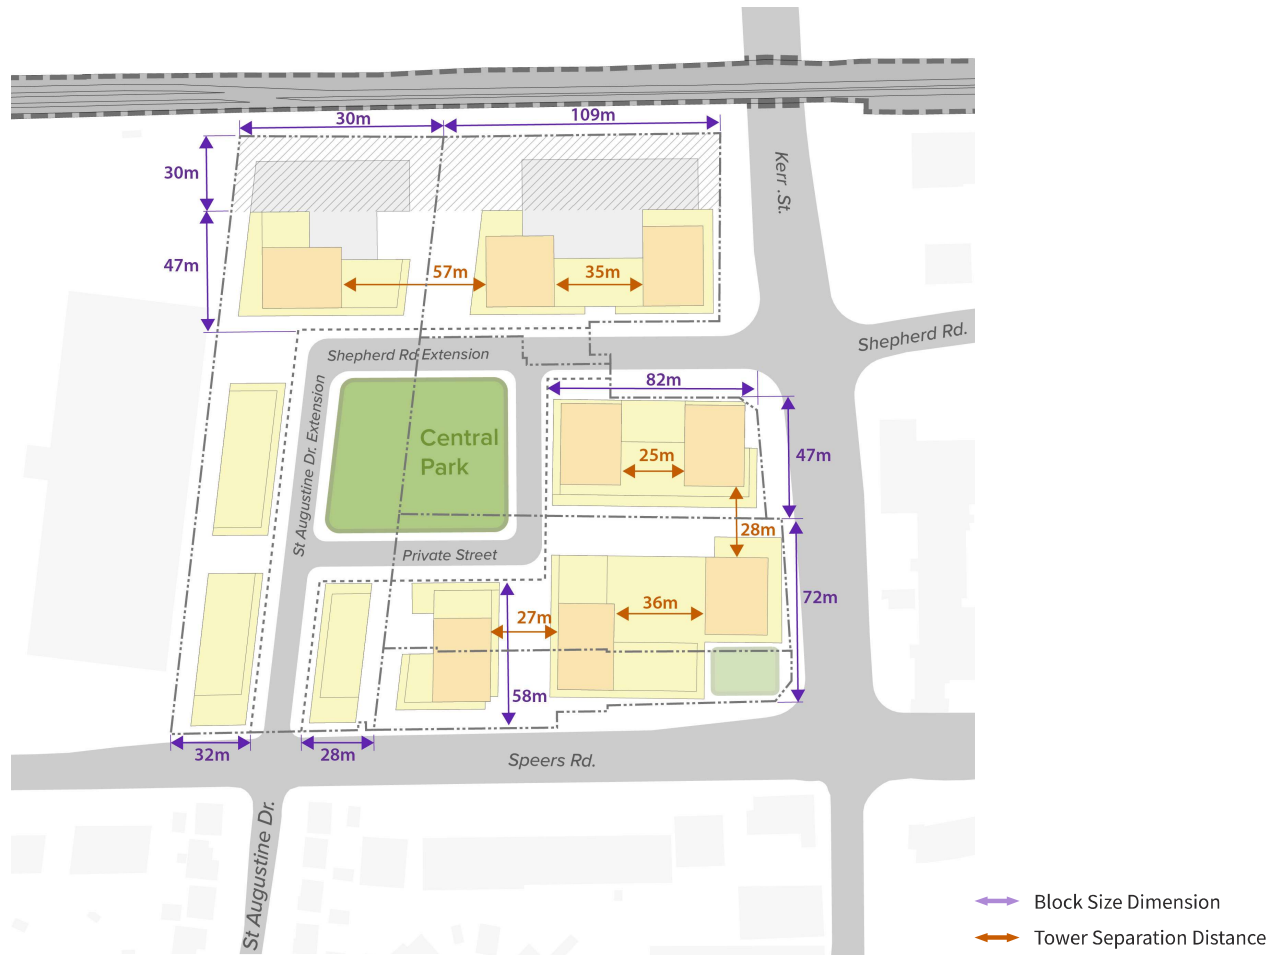 30m
109m
30m
Kerr .St.
47m
57m
35m
Shepherd Rd.
Shepherd Rd Extension
82m
St Augustine Dr. Extension
Central
Park
25m
47m
28m
Private Street
72m
36m
27m
58m
32m
28m
Speers Rd.
St Augustine Dr.
Block Size Dimension
Tower Separation Distance